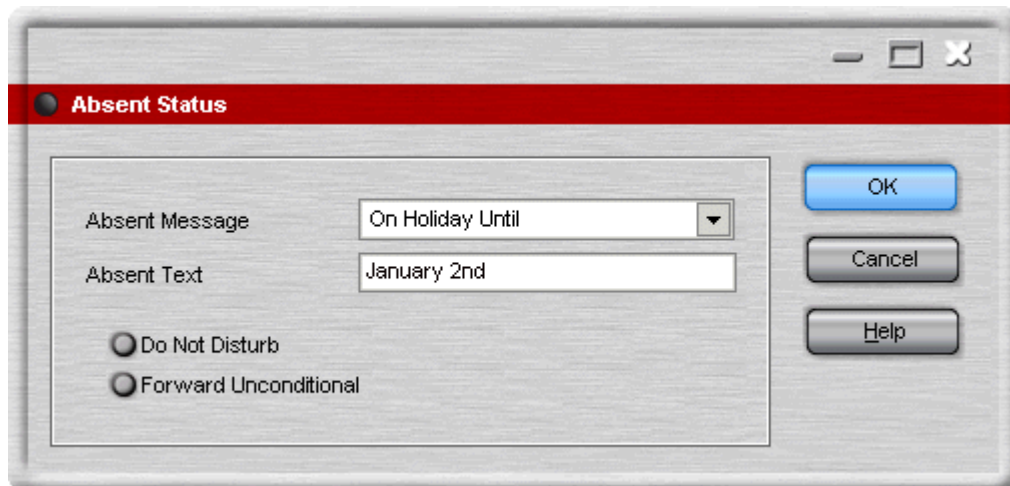 Absent Status
Absent Message
On Holiday Until
OK
Absent Text
January 2nd
Cancel
Do Not Disturb
Help
Forward Unconditional